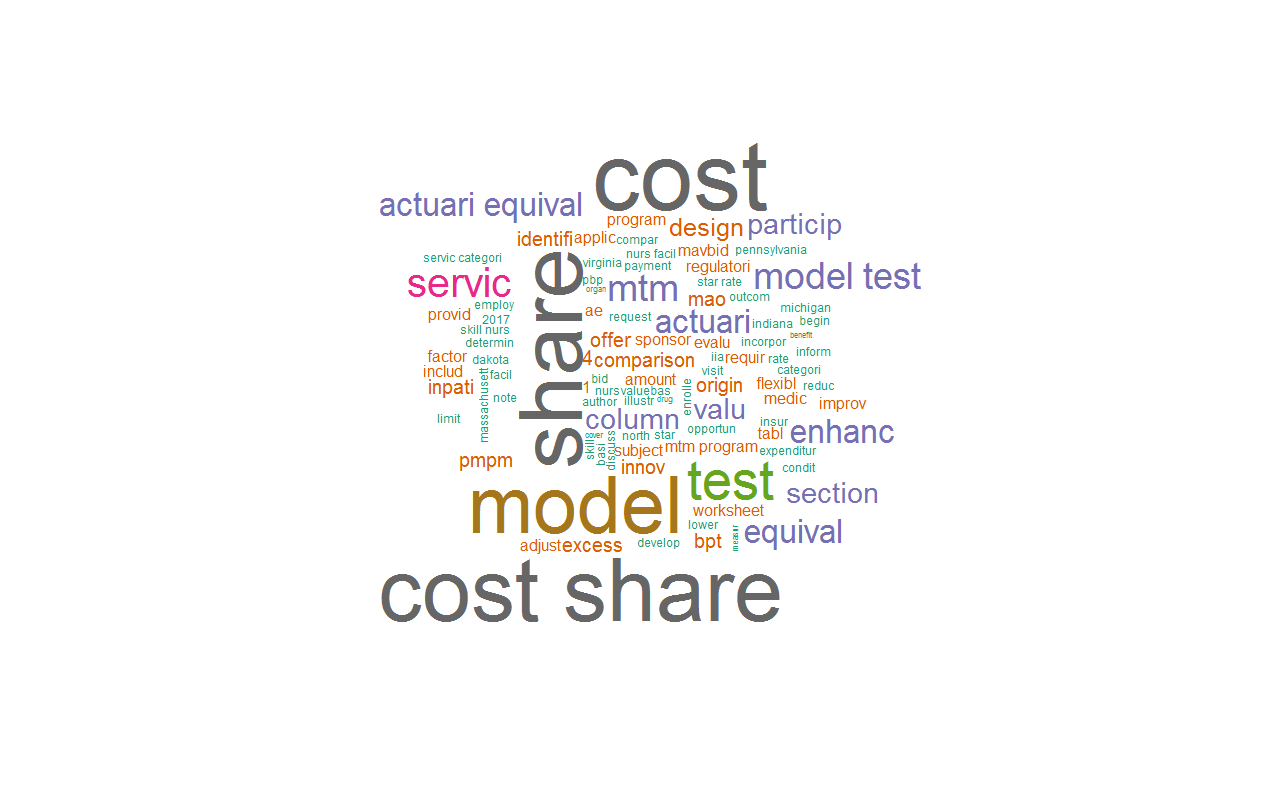 cost
actuari equival
program
design
particip
identifi
applic
compar
mavbid
pennsylvania
nurs facil
servic categori
virginia
payment
regulatori
model test
servic
share
pbp
organ
mtm
star rate
mao
outcom
employ
provid
2017
ae
request
actuari
indiana
michigan
begin
skill nurs
determin
offer
sponsor
evalu
incorpor
benefit
factor
dakota
4
comparison
iia
requir
rate
inform
includ
facil
visit
categori
inpati
massachusett
note
1
bid
amount
nurs
valuebas
enrolle
origin
flexibl
reduc
author
illustr
drug
medic
improv
limit
column
valu
insur
opportun
tabl
enhanc
cover
north
star
skill
basi
discuss
subject
mtm program
expenditur
pmpm
innov
test
condit
model
section
worksheet
lower
measur
equival
adjust
excess
develop
bpt
cost share